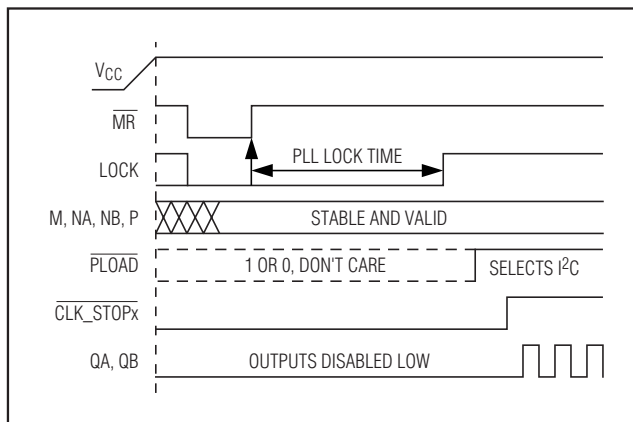 VCC
MR
LOCK
PLL LOCK TIME
M, NA, NB, P
STABLE AND VALID
PLOAD
1 OR 0, DON'T CARE
SELECTS I²C
CLK_STOPx
QA, QB
OUTPUTS DISABLED LOW